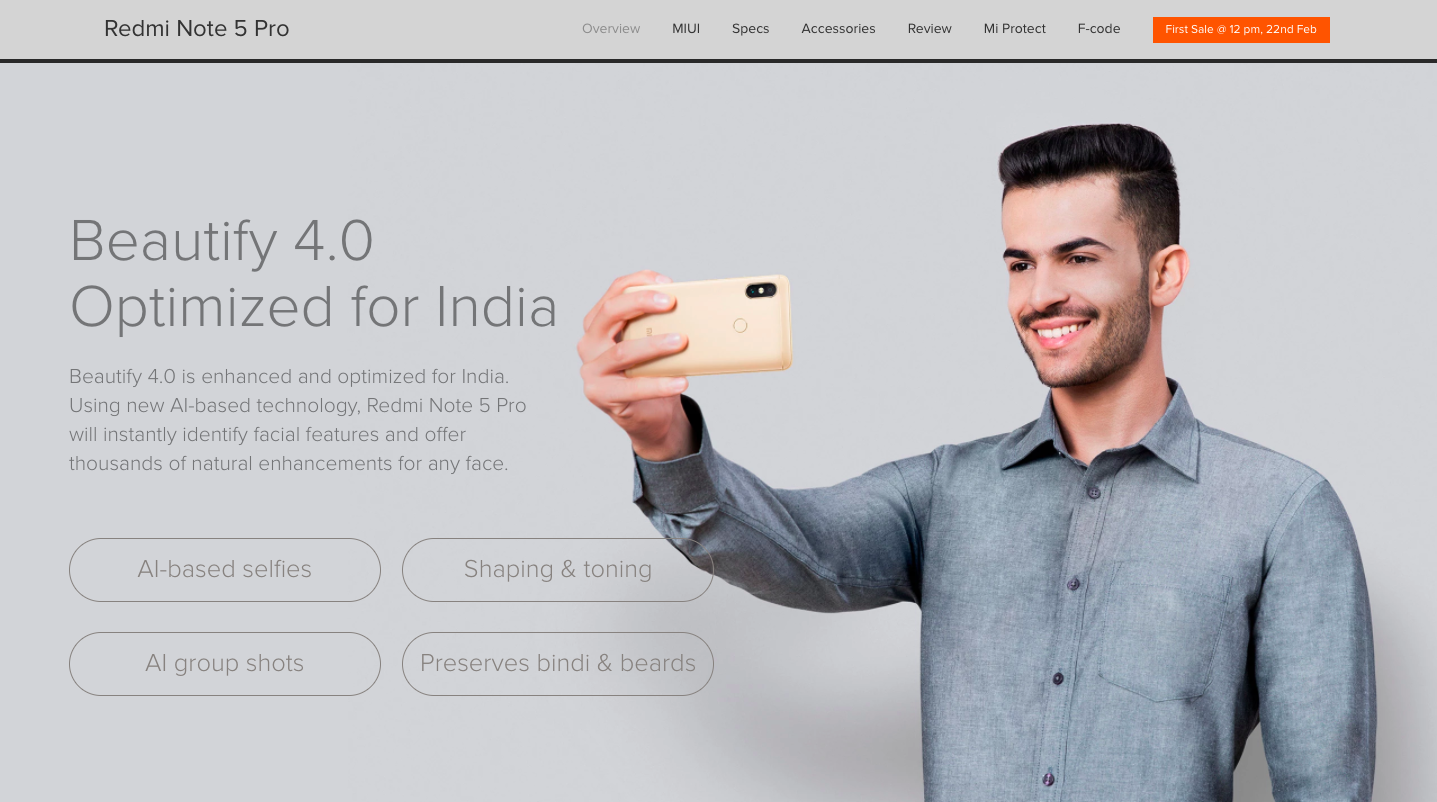 Redmi Note 5 Pro
Overview MIUI Specs Accessories Review Mi Protect F-code First Sale @ 12 pm, 22nd Feb
Beautify 4.0
Optimized for India
Beautify 4.0 is enhanced and optimized for India.
Using new AI-based technology, Redmi Note 5 Pro
will instantly identify facial features and offer
thousands of natural enhancements for any face.
AI-based selfies
Shaping & toning
AI group shots
Preserves bindi & beards